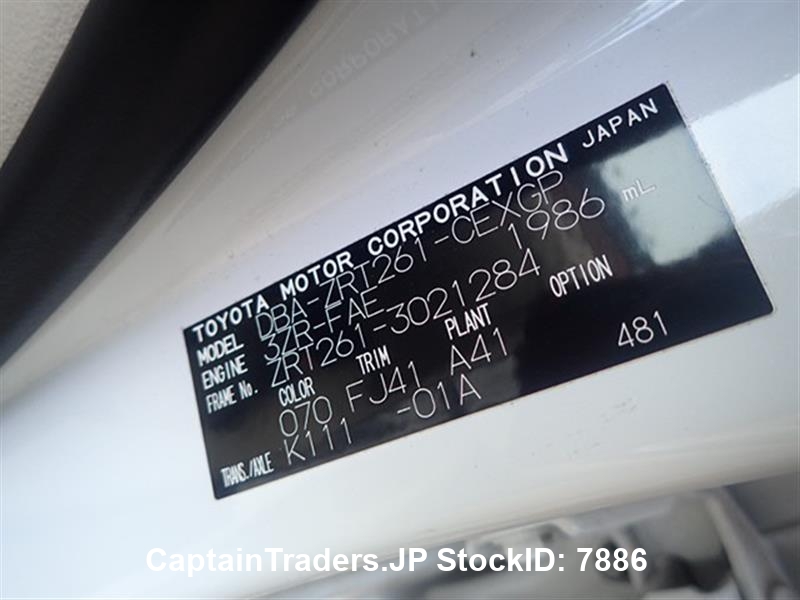 TOYOTA MOTOR CORPORATION JAPAN
MODEL DBA-ZRT261-CEXGP
ENGINE 3ZR-FAE 1986 mL
FRAME No. ZRT261-3021284
COLOR TRIM PLANT OPTION
070 FJ41 A41 481
TRANS./AXLE K111 -01A
CaptainTraders.JP StockID: 7886